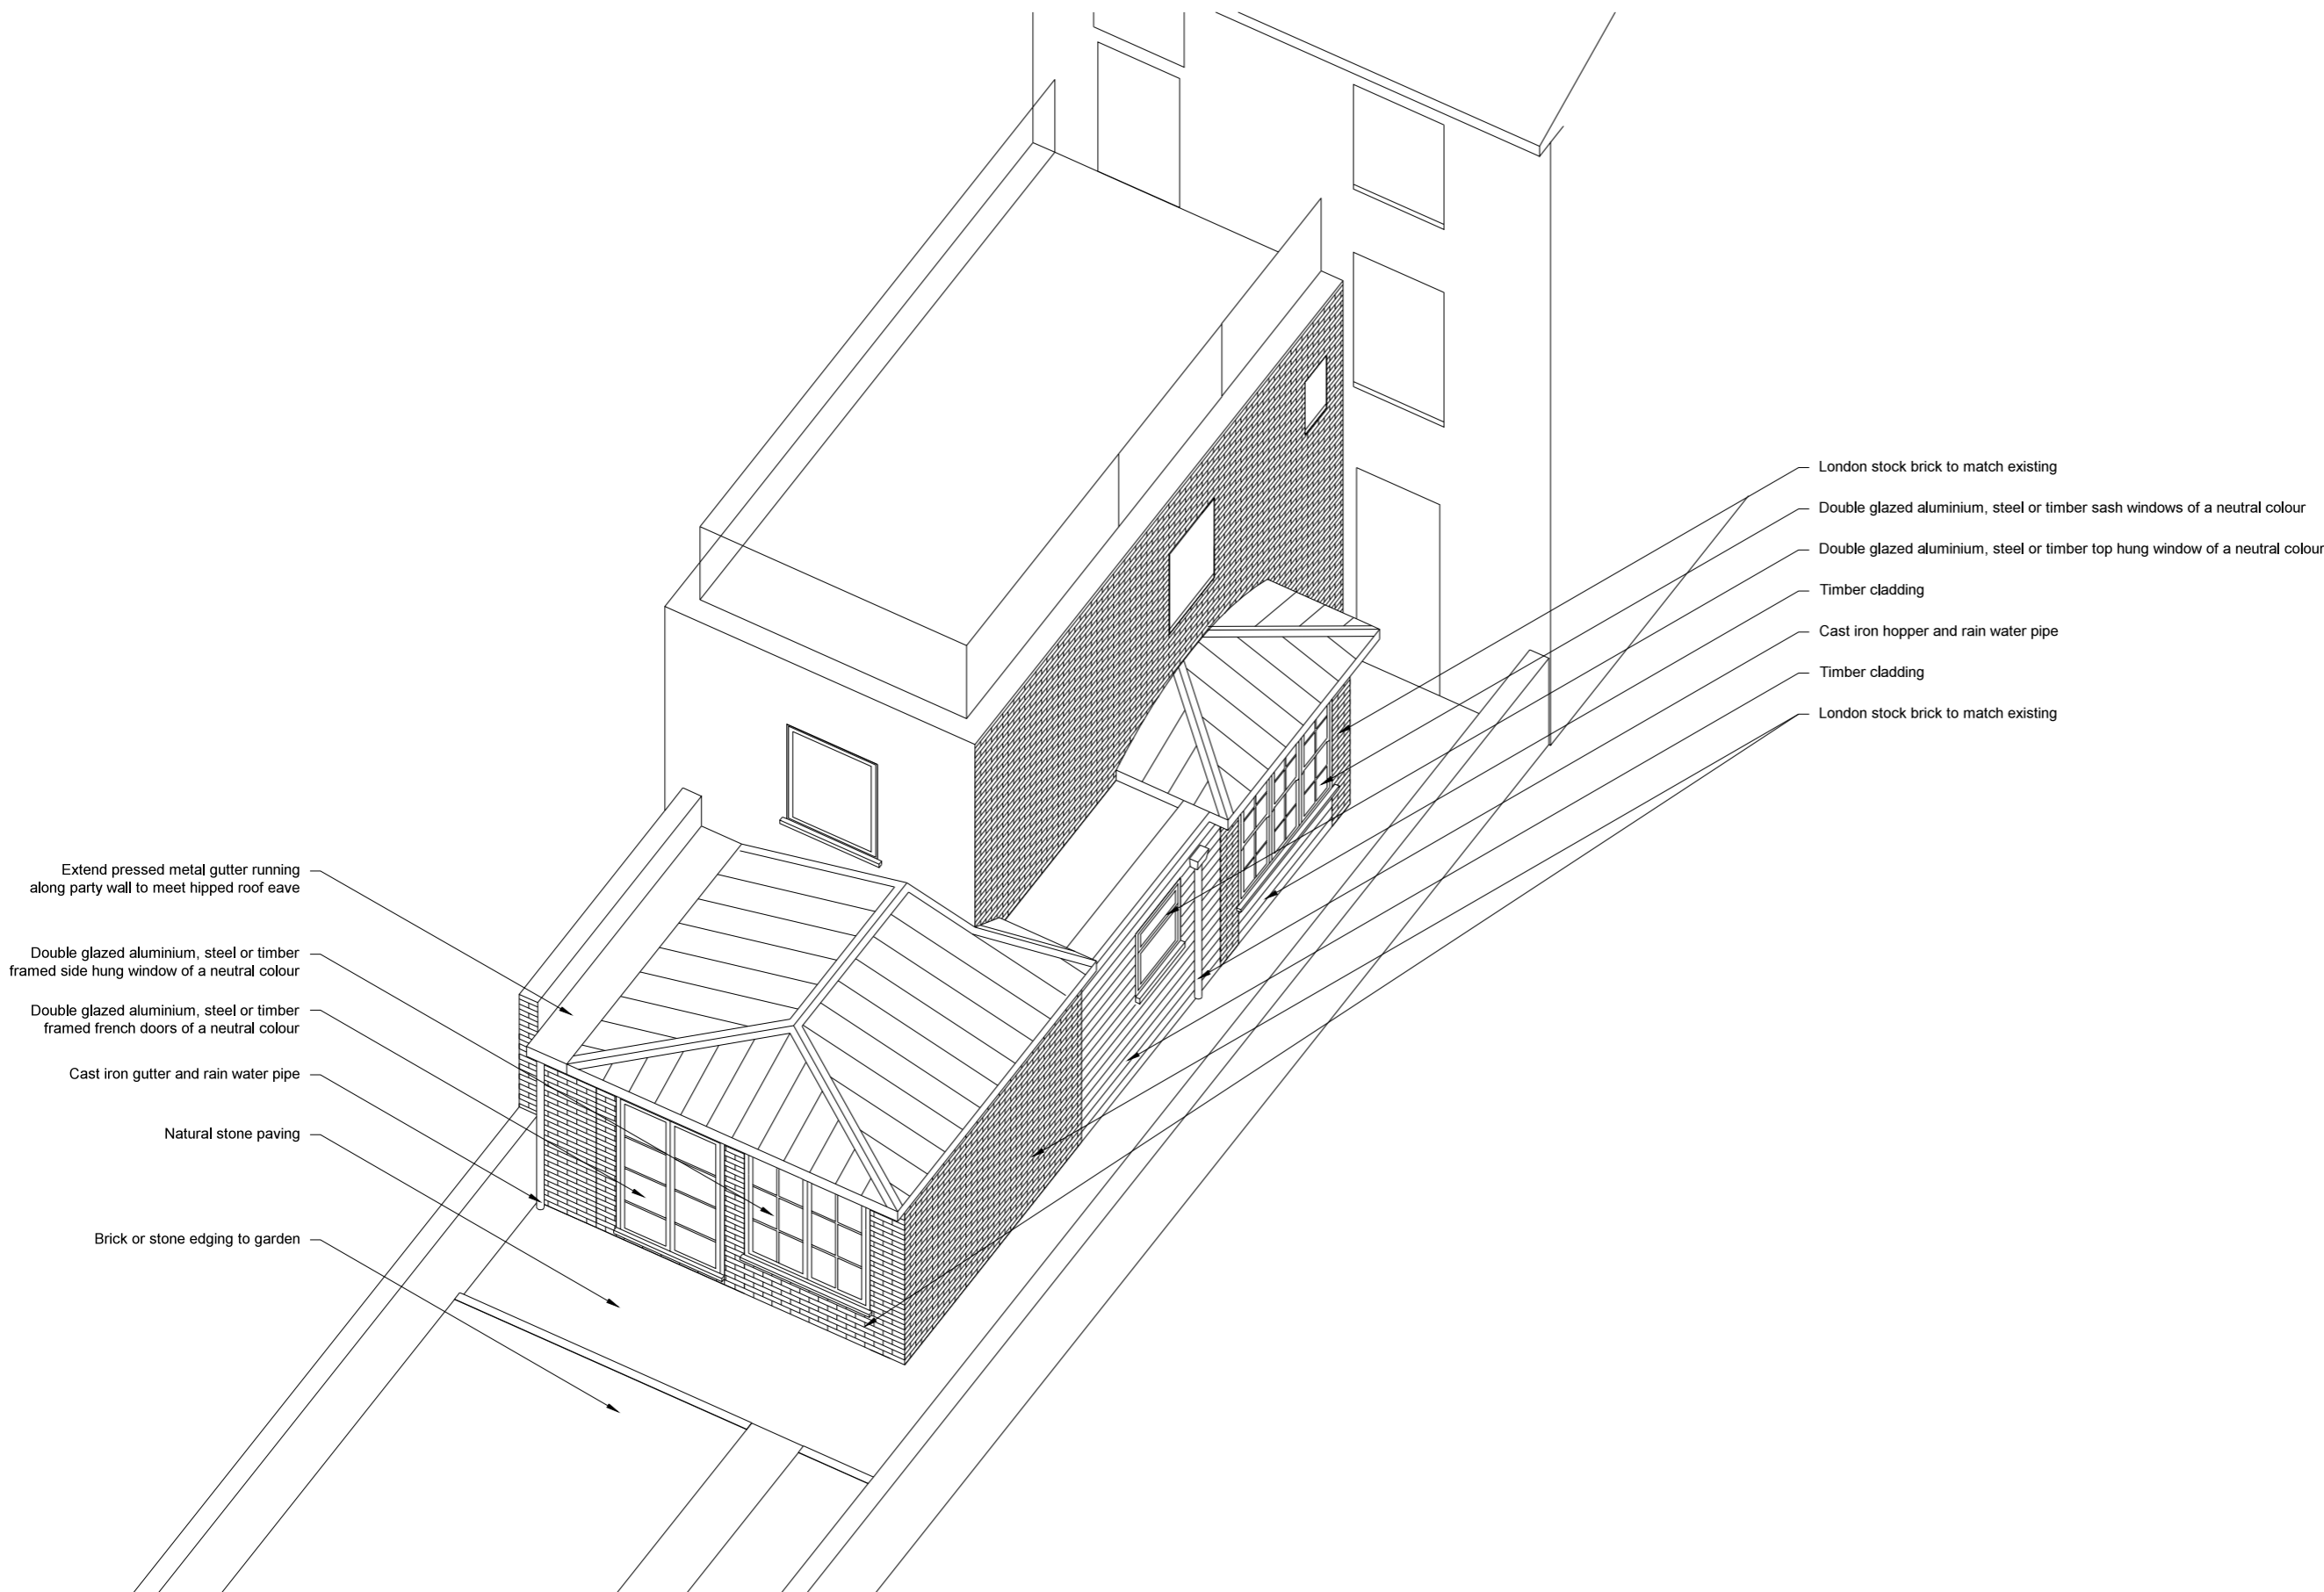 London stock brick to match existing
Double glazed aluminium, steel or timber sash windows of a neutral colour
Double glazed aluminium, steel or timber top hung window of a neutral colour
Timber cladding
Cast iron hopper and rain water pipe
Timber cladding
London stock brick to match existing
Extend pressed metal gutter running
along party wall to meet hipped roof eave
Double glazed aluminium, steel or timber
framed side hung window of a neutral colour
Double glazed aluminium, steel or timber
framed french doors of a neutral colour
Cast iron gutter and rain water pipe
Natural stone paving
Brick or stone edging to garden